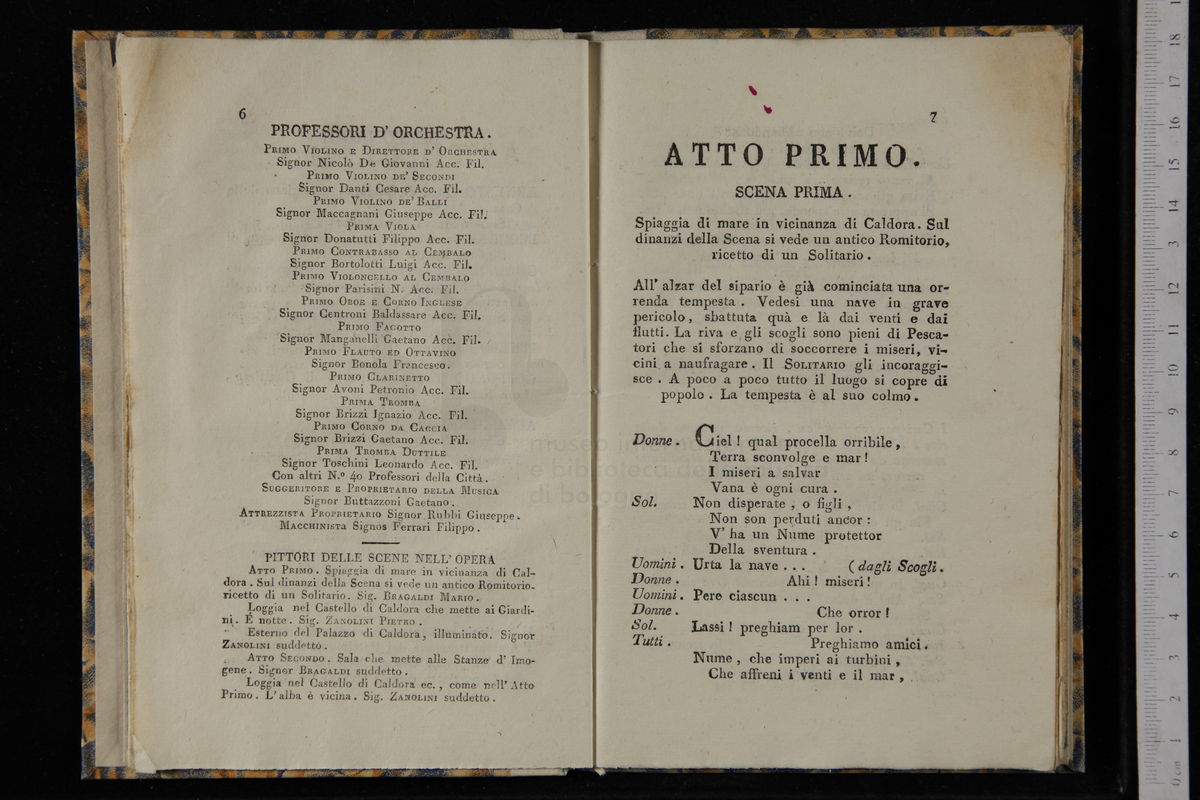 6
PROFESSORI D' ORCHESTRA.
PRIMO VIOLINO E DIRETTORE D' ORCHESTRA
Signor Nicolò De Giovanni Acc. Fil.
PRIMO VIOLINO DE' SECONDI
Signor Danti Cesare Acc. Fil.
PRIMO VIOLINO DE' BALLI
Signor Maccagnani Giuseppe Acc. Fil.
PRIMA VIOLA
Signor Donatutti Filippo Acc. Fil.
PRIMO CONTRABASSO AL CEMBALO
Signor Bortolotti Luigi Acc. Fil.
PRIMO VIOLONCELLO AL CEMBALO
Signor Parisini N. Acc. Fil.
PRIMO OBOE E CORNO INGLESE
Signor Centroni Baldassare Acc. Fil.
PRIMO FAGOTTO
Signor Manganelli Gaetano Acc. Fil.
PRIMO FLAUTO ED OTTAVINO
Signor Bonola Francesco.
PRIMO CLARINETTO
Signor Avoni Petronio Acc. Fil.
PRIMA TROMBA
Signor Brizzi Ignazio Acc. Fil.
PRIMO CORNO DA CACCIA
Signor Brizzi Gaetano Acc. Fil.
PRIMA TROMBA DUTTILE
Signor Toschini Leonardo Acc. Fil.
Con altri N.º 40 Professori della Città.
SUGGERITORE E PROPRIETARIO DELLA MUSICA
Signor Buttazzoni Gaetano.
ATTREZZISTA PROPRIETARIO Signor Rubbi Giuseppe.
MACCHINISTA Signos Ferrari Filippo.
PITTORI DELLE SCENE NELL' OPERA
ATTO PRIMO. Spiaggia di mare in vicinanza di Cal-
dora. Sul dinanzi della Scena si vede un antico Romitorio.
ricetto di un Solitario. Sig. BRAGALDI MARIO.
Loggia nel Castello di Caldora che mette ai Giardi-
ni. È notte. Sig. ZANOLINI PIETRO.
Esterno del Palazzo di Caldora, illuminato. Signor
ZANOLINI suddetto.
ATTO SECONDO. Sala che mette alle Stanze d' Imo-
gene. Signor BRAGALDI suddetto.
Loggia nel Castello di Caldora ec., come nell' Atto
Primo. L' alba è vicina. Sig. ZANOLINI suddetto.
7
ATTO PRIMO.
SCENA PRIMA.
Spiaggia di mare in vicinanza di Caldora. Sul
dinanzi della Scena si vede un antico Romitorio,
ricetto di un Solitario.
All' alzar del sipario è già cominciata una or-
renda tempesta. Vedesi una nave in grave
pericolo, sbattuta quà e là dai venti e dai
flutti. La riva e gli scogli sono pieni di Pesca-
tori che si sforzano di soccorrere i miseri, vi-
cini a naufragare. Il SOLITARIO gli incoraggi-
sce. A poco a poco tutto il luogo si copre di
popolo. La tempesta è al suo colmo.
Donne. Ciel! qual procella orribile,
Terra sconvolge e mar!
I miseri a salvar
Vana è ogni cura.
Sol. Non disperate, o figli,
Non son perduti ancor:
V' ha un Nume protettor
Della sventura.
Uomini. Urta la nave... (dagli Scogli.
Donne. Ahi! miseri!
Uomini. Pere ciascun...
Donne. Che orror!
Sol. Lassi! preghiam per lor.
Tutti. Preghiamo amici.
Nume, che imperi ai turbini,
Che affreni i venti e il mar,